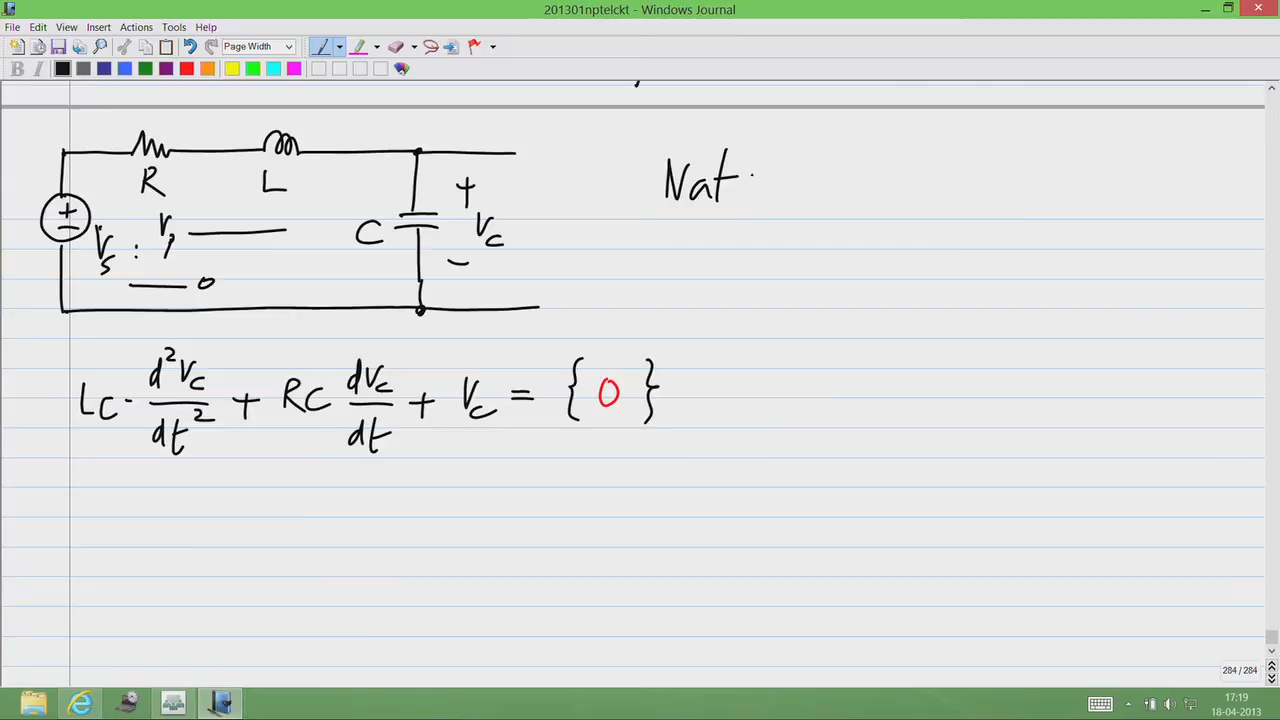 201301nptelckt - Windows Journal
File Edit View Insert Actions Tools Help
Page Width
B I
R L
+
+ −
V_s : V_1
0
C
V_c
−
Nat
LC · d²V_c/dt² + RC dV_c/dt + V_c = { 0 }
284 / 284
17:19
18-04-2013